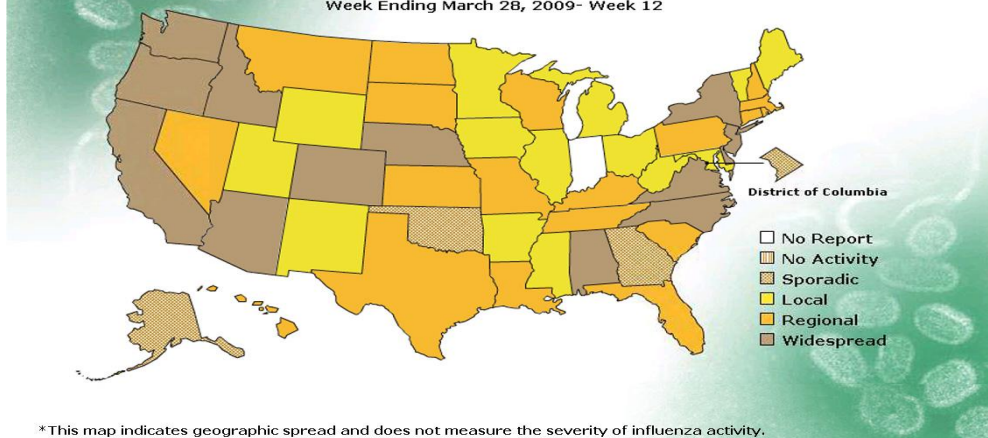 Week Ending March 28, 2009- Week 12
District of Columbia
No Report
No Activity
Sporadic
Local
Regional
Widespread
*This map indicates geographic spread and does not measure the severity of influenza activity.